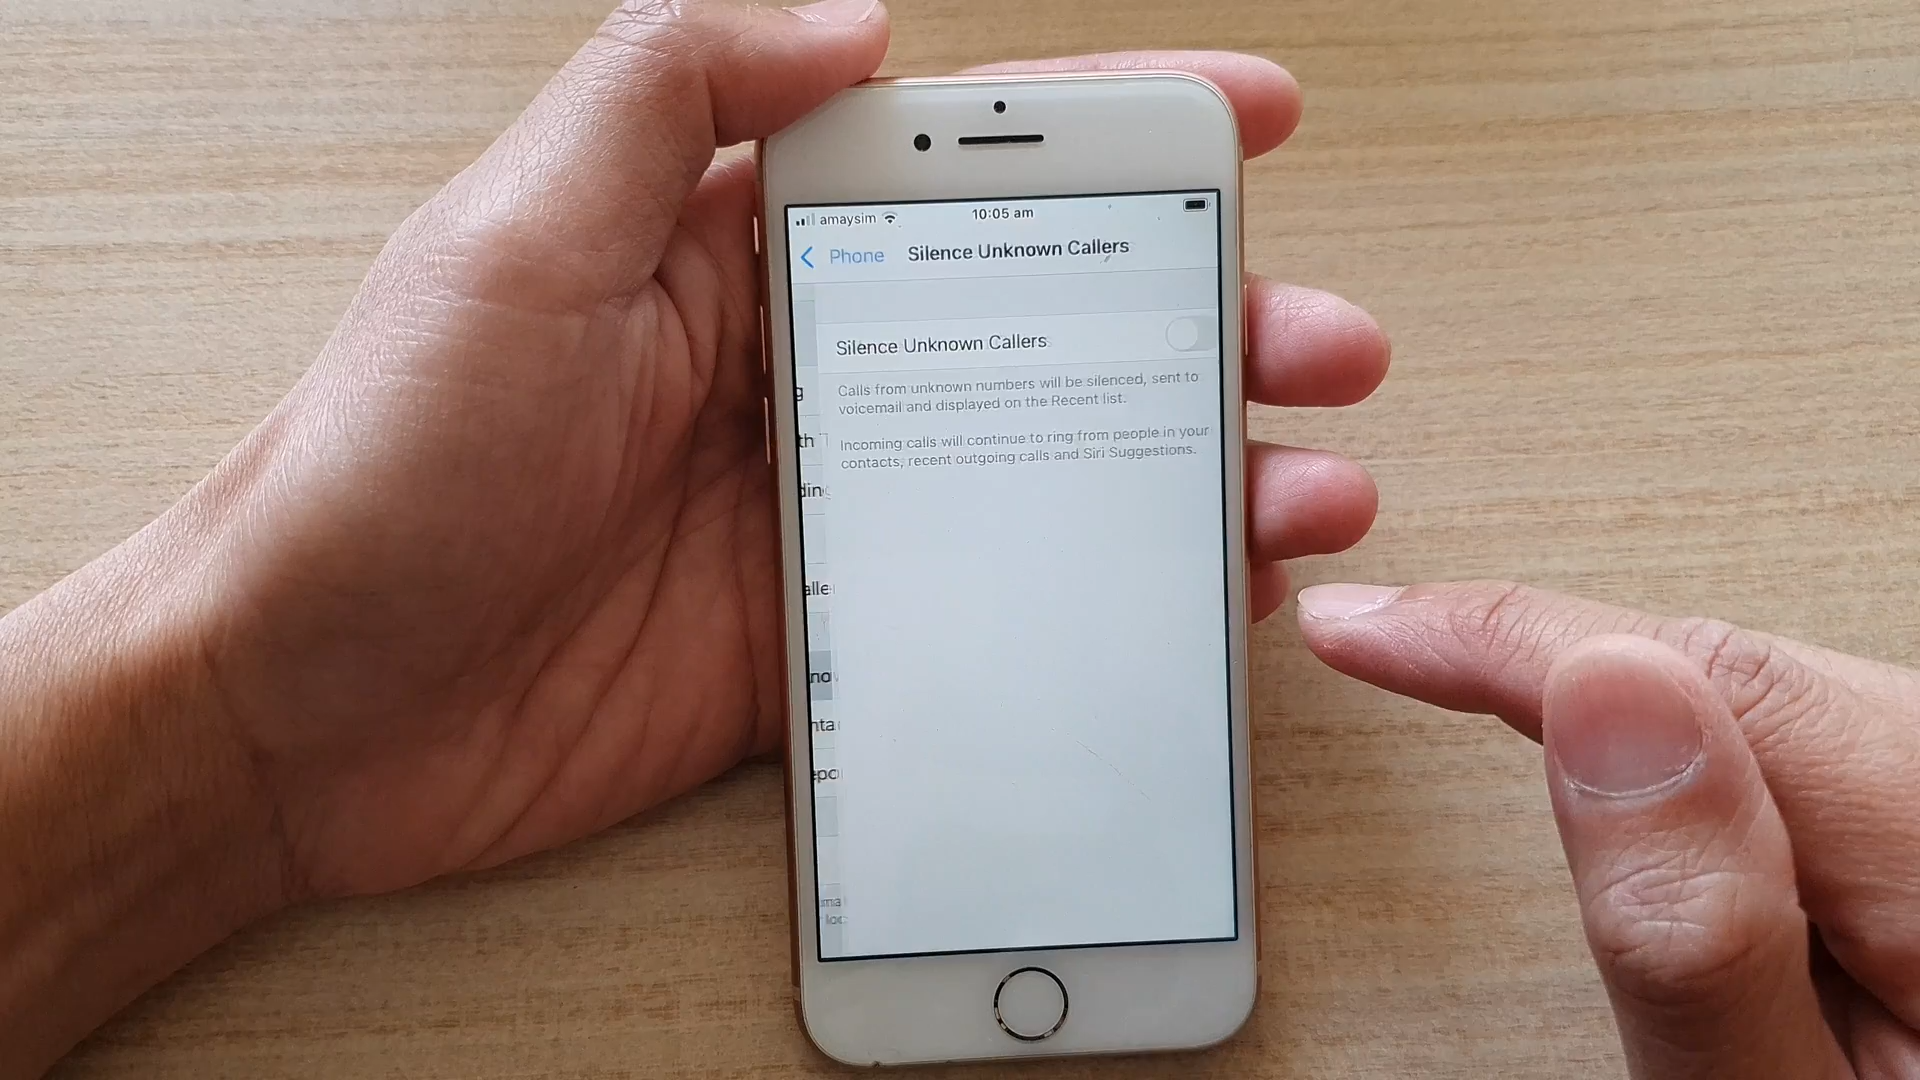 amaysim 10:05 am
Phone Silence Unknown Callers
Silence Unknown Callers
Calls from unknown numbers will be silenced, sent to
voicemail and displayed on the Recent list.
Incoming calls will continue to ring from people in your
contacts, recent outgoing calls and Siri Suggestions.